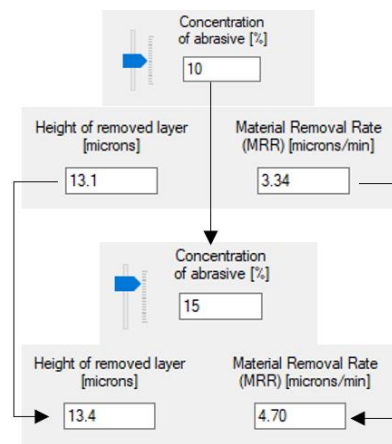 Concentration
of abrasive [%]
10
Height of removed layer
[microns]
Material Removal Rate
(MRR) [microns/min]
13.1
3.34
Concentration
of abrasive [%]
15
Height of removed layer
[microns]
Material Removal Rate
(MRR) [microns/min]
13.4
4.70